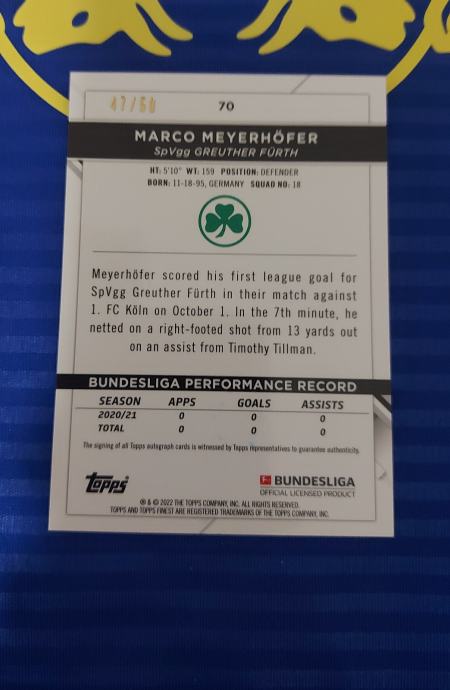 47/50
70
MARCO MEYERHÖFER
SpVgg GREUTHER FÜRTH
HT: 5'10" WT: 159 POSITION: DEFENDER
BORN: 11-18-95, GERMANY SQUAD NO: 18
Meyerhöfer scored his first league goal for
SpVgg Greuther Fürth in their match against
1. FC Köln on October 1. In the 7th minute, he
netted on a right-footed shot from 13 yards out
on an assist from Timothy Tillman.
BUNDESLIGA PERFORMANCE RECORD
SEASON APPS GOALS ASSISTS
2020/21 0 0 0
TOTAL 0 0 0
The signing of all Topps autograph cards is witnessed by Topps representatives to guarantee authenticity.
Topps
BUNDESLIGA
OFFICIAL LICENSED PRODUCT
® & © 2022 THE TOPPS COMPANY, INC. ALL RIGHTS RESERVED.
TOPPS AND TOPPS FINEST ARE REGISTERED TRADEMARKS OF THE TOPPS COMPANY, INC.